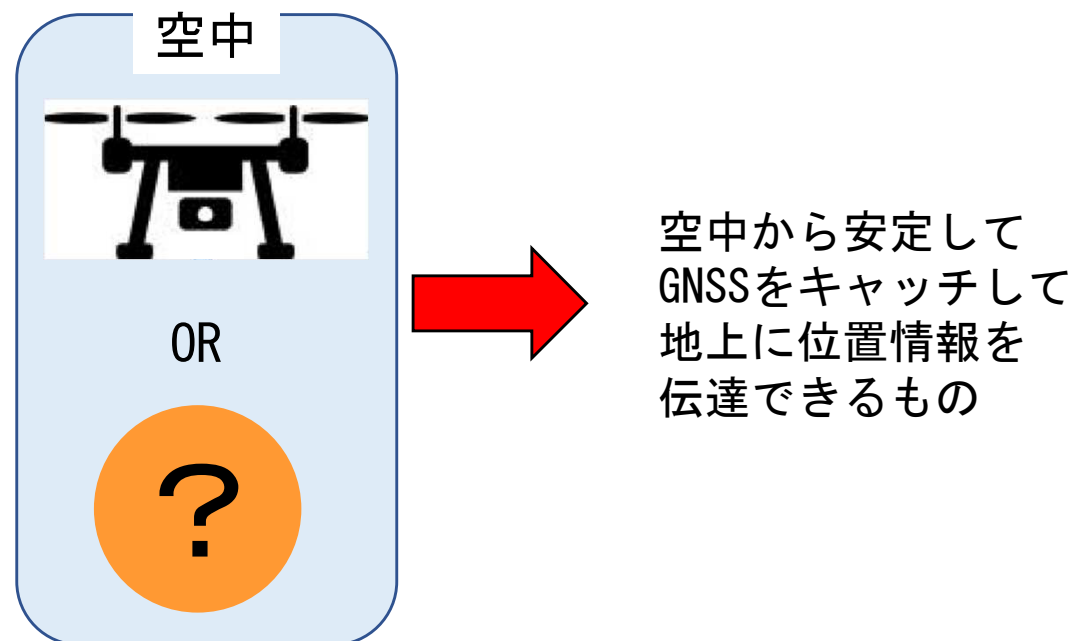 空中
OR
?
空中から安定して
GNSSをキャッチして
地上に位置情報を
伝達できるもの